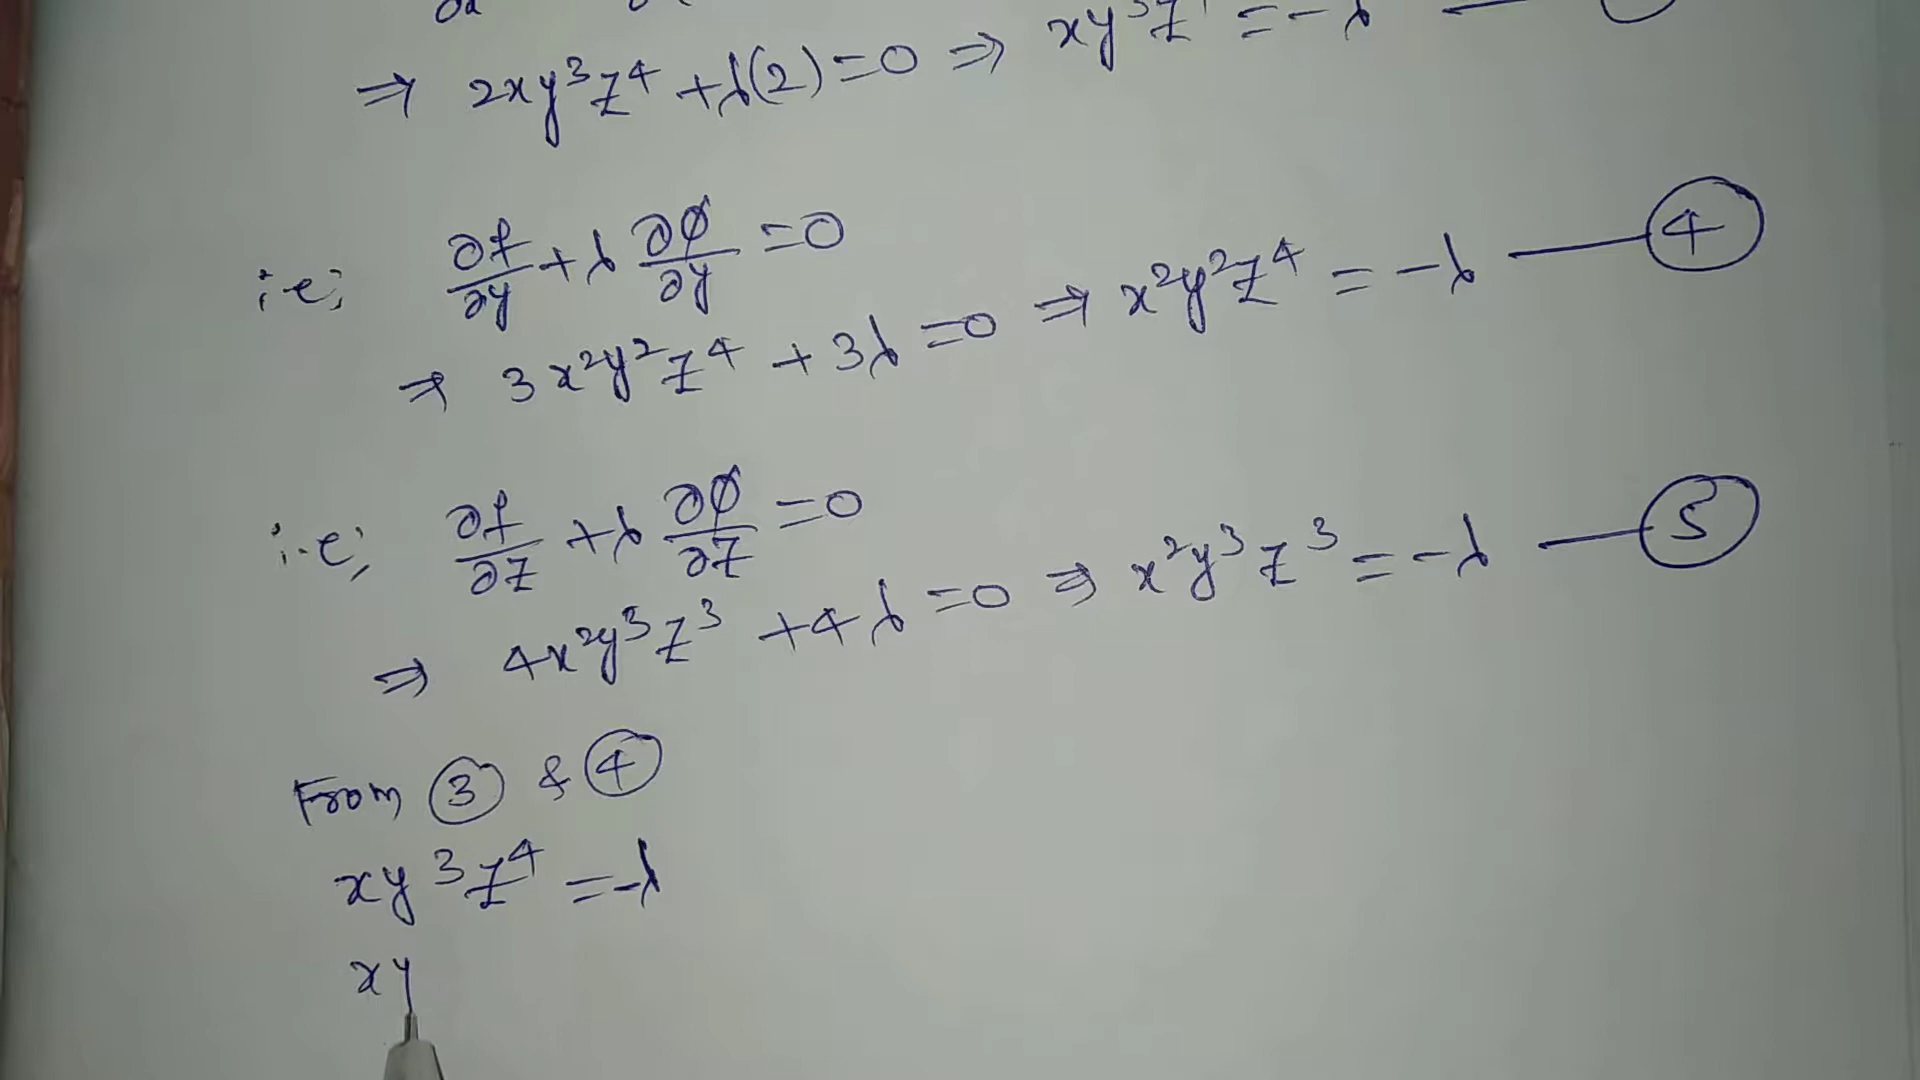 ⇒ 2xy³z⁴ + λ(2) = 0 ⇒ xy³z⁴ = -λ —
i.e; ∂f/∂y + λ ∂φ/∂y = 0
⇒ 3x²y²z⁴ + 3λ = 0 ⇒ x²y²z⁴ = -λ — ④
i.e; ∂f/∂z + λ ∂φ/∂z = 0
⇒ 4x²y³z³ + 4λ = 0 ⇒ x²y³z³ = -λ — ⑤
From ③ & ④
xy³z⁴ = -λ
xy